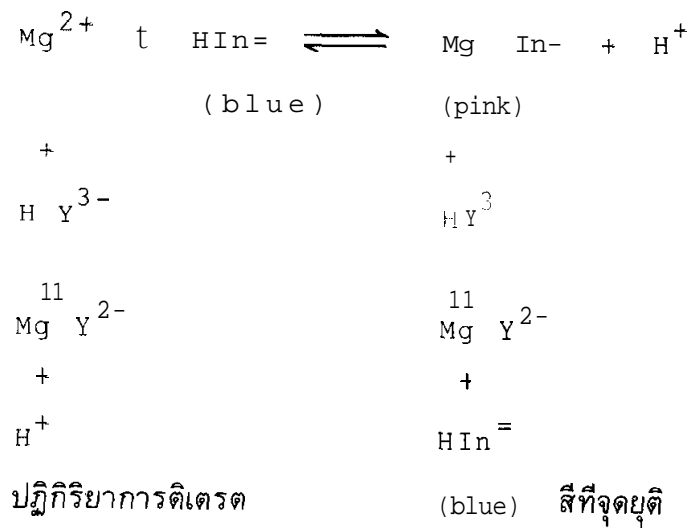 Mg²⁺ t HIn= ⇌ Mg In- + H⁺
(blue) (pink)
+ +
H Y³⁻ HY³
11 11
Mg Y²⁻ Mg Y²⁻
+ +
H⁺ HIn⁼
ปฏิกิริยาการติเตรต (blue) สีที่จุดยุติ